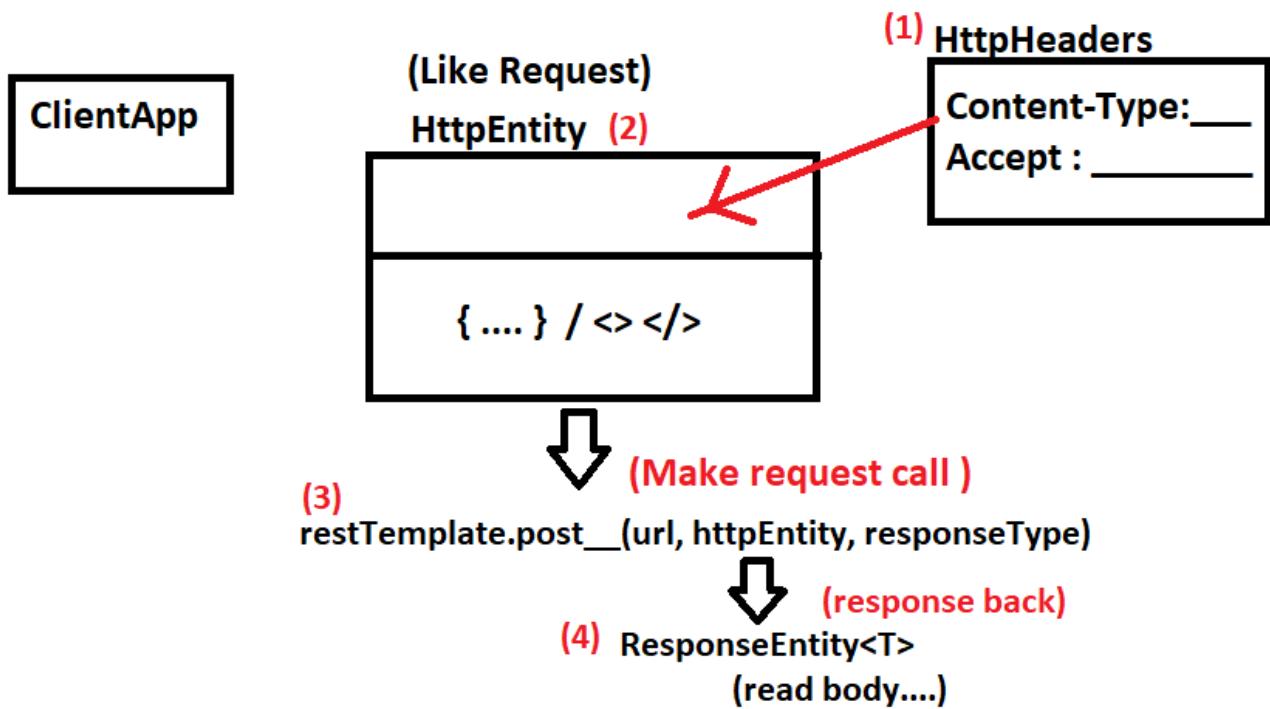 ClientApp
(Like Request)
HttpEntity (2)
(1) HttpHeaders
Content-Type:___
Accept : ________
{ .... } / <> </>
(Make request call )
(3)
restTemplate.post__(url, httpEntity, responseType)
(response back)
(4) ResponseEntity<T>
(read body....)